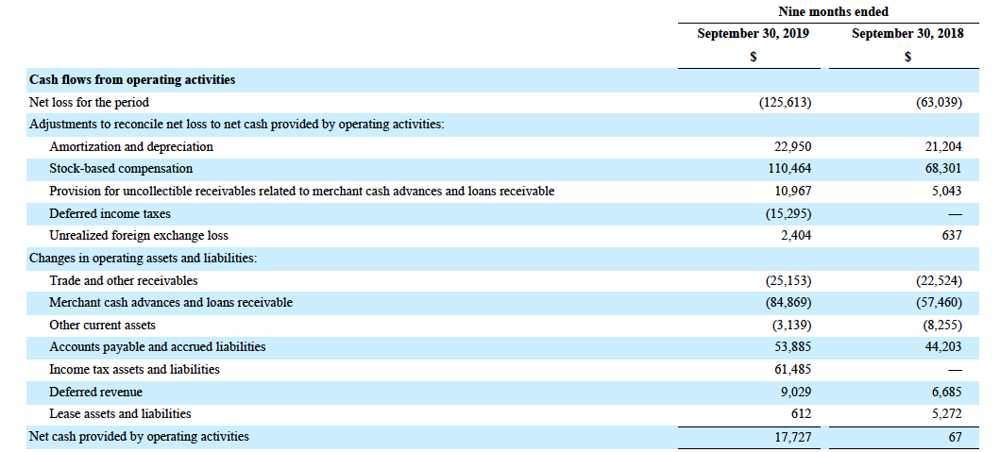 Nine months ended
September 30, 2019 September 30, 2018
$ $
Cash flows from operating activities
Net loss for the period (125,613) (63,039)
Adjustments to reconcile net loss to net cash provided by operating activities:
Amortization and depreciation 22,950 21,204
Stock-based compensation 110,464 68,301
Provision for uncollectible receivables related to merchant cash advances and loans receivable 10,967 5,043
Deferred income taxes (15,295) —
Unrealized foreign exchange loss 2,404 637
Changes in operating assets and liabilities:
Trade and other receivables (25,153) (22,524)
Merchant cash advances and loans receivable (84,869) (57,460)
Other current assets (3,139) (8,255)
Accounts payable and accrued liabilities 53,885 44,203
Income tax assets and liabilities 61,485 —
Deferred revenue 9,029 6,685
Lease assets and liabilities 612 5,272
Net cash provided by operating activities 17,727 67